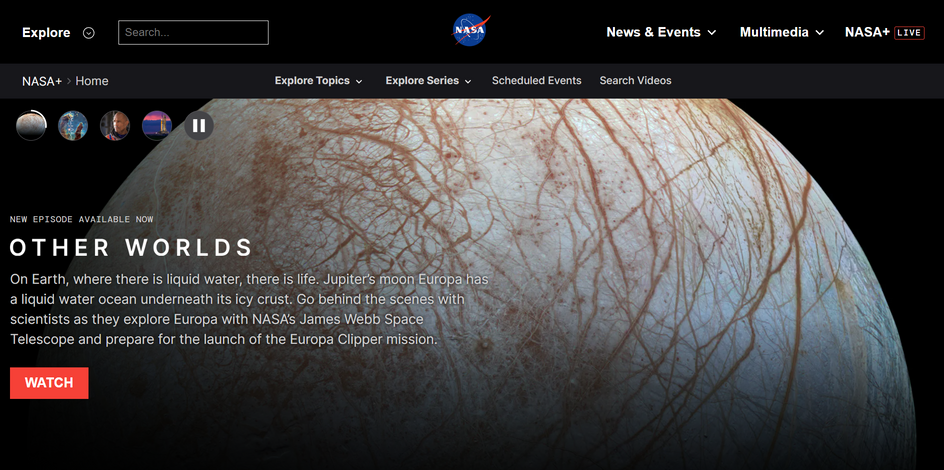 Explore
Search...
NASA
News & Events
Multimedia
NASA+ LIVE
NASA+ > Home
Explore Topics
Explore Series
Scheduled Events
Search Videos
NEW EPISODE AVAILABLE NOW
OTHER WORLDS
On Earth, where there is liquid water, there is life. Jupiter's moon Europa has
a liquid water ocean underneath its icy crust. Go behind the scenes with
scientists as they explore Europa with NASA's James Webb Space
Telescope and prepare for the launch of the Europa Clipper mission.
WATCH